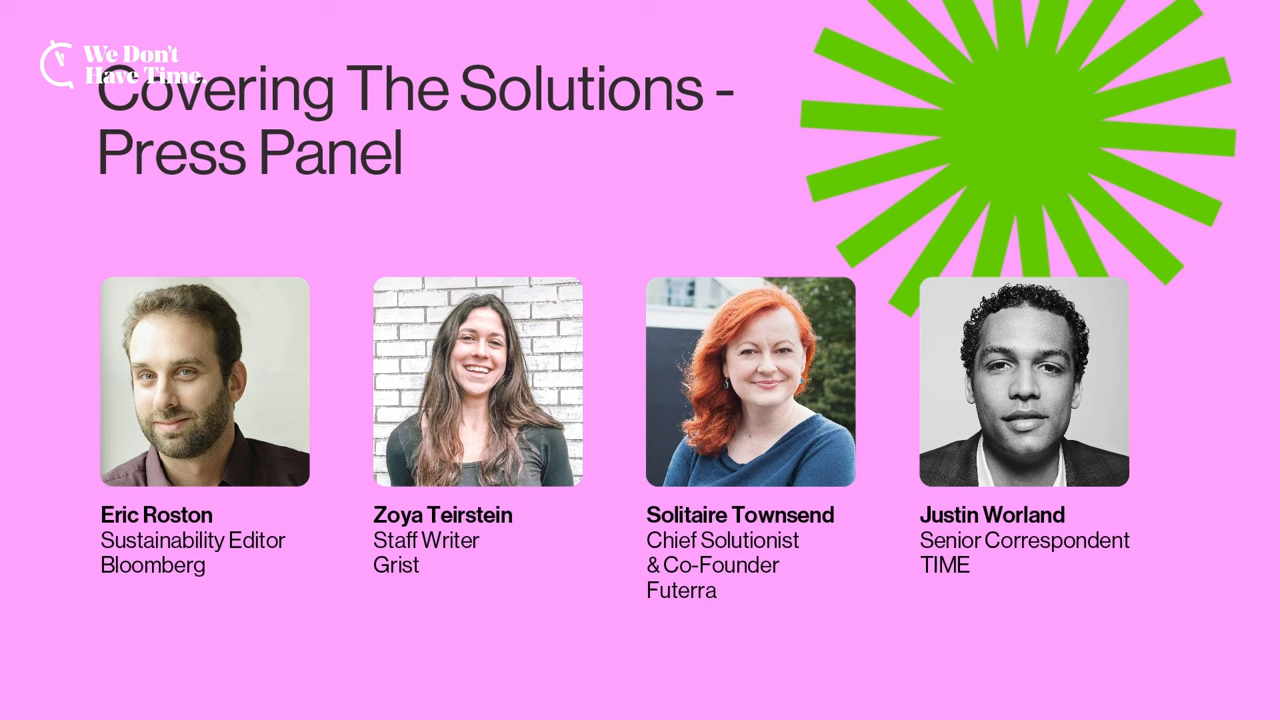 We Don't
Have Time.
Covering The Solutions -
Press Panel
Eric Roston
Sustainability Editor
Bloomberg
Zoya Teirstein
Staff Writer
Grist
Solitaire Townsend
Chief Solutionist
& Co-Founder
Futerra
Justin Worland
Senior Correspondent
TIME